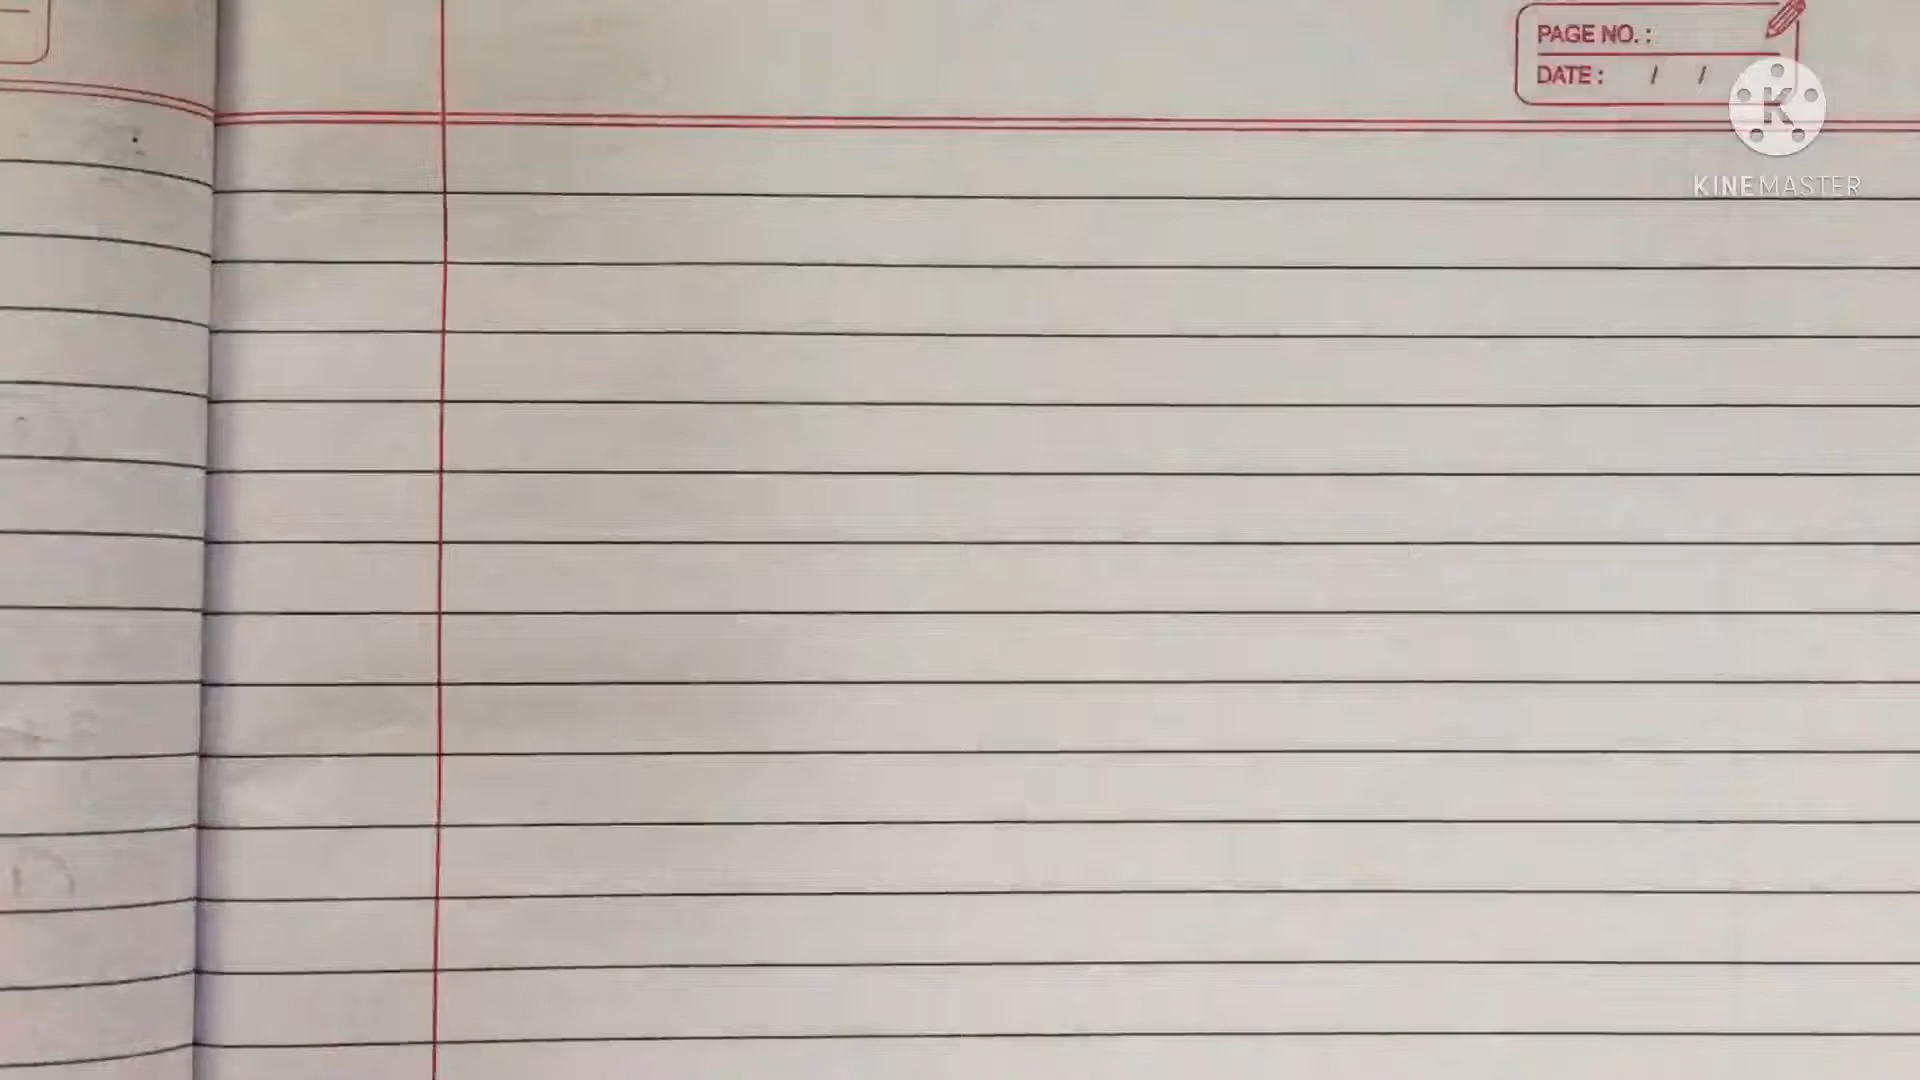 PAGE NO. :
DATE : / /
KINEMASTER